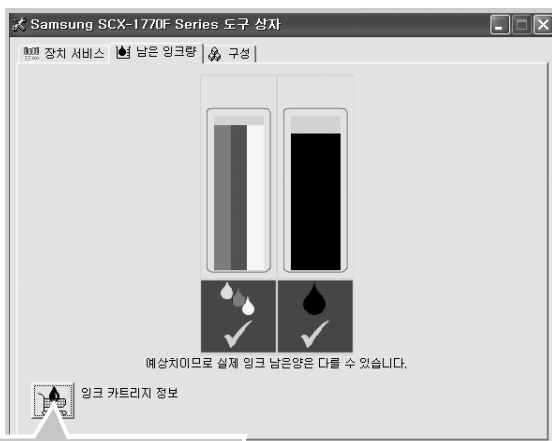 Samsung SCX-1770F Series 도구 상자
장치 서비스 남은 잉크량 구성
예상치이므로 실제 잉크 남은양은 다를 수 있습니다.
잉크 카트리지 정보